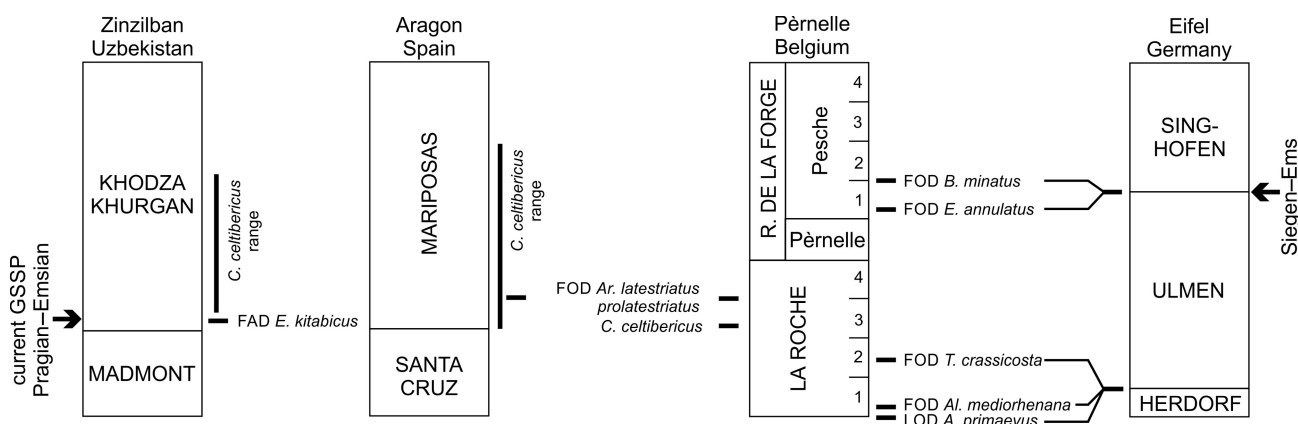 Zinzilban
Uzbekistan
Aragon
Spain
Pèrnelle
Belgium
Eifel
Germany
current GSSP
Pragian–Emsian
KHODZA
KHURGAN
MADMONT
C. celtibericus
range
FAD E. kitabicus
MARIPOSAS
SANTA
CRUZ
C. celtibericus
range
FOD Ar. latestriatus
prolatestriatus
C. celtibericus
R. DE LA FORGE
Pesche
4
3
2
1
Pèrnelle
LA ROCHE
4
3
2
1
FOD B. minatus
FOD E. annulatus
FOD T. crassicosta
FOD Al. mediorhenana
LOD A. primaevus
SING-
HOFEN
ULMEN
HERDORF
Siegen–Ems